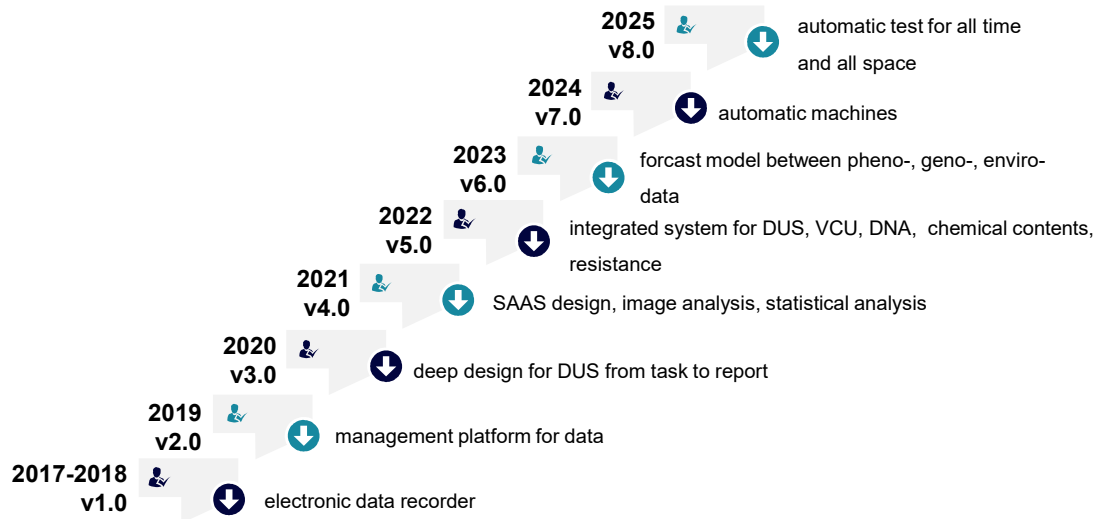 2025
v8.0
automatic test for all time
and all space
2024
v7.0
automatic machines
2023
v6.0
forcast model between pheno-, geno-, enviro-
data
2022
v5.0
integrated system for DUS, VCU, DNA, chemical contents,
resistance
2021
v4.0
SAAS design, image analysis, statistical analysis
2020
v3.0
deep design for DUS from task to report
2019
v2.0
management platform for data
2017-2018
v1.0
electronic data recorder